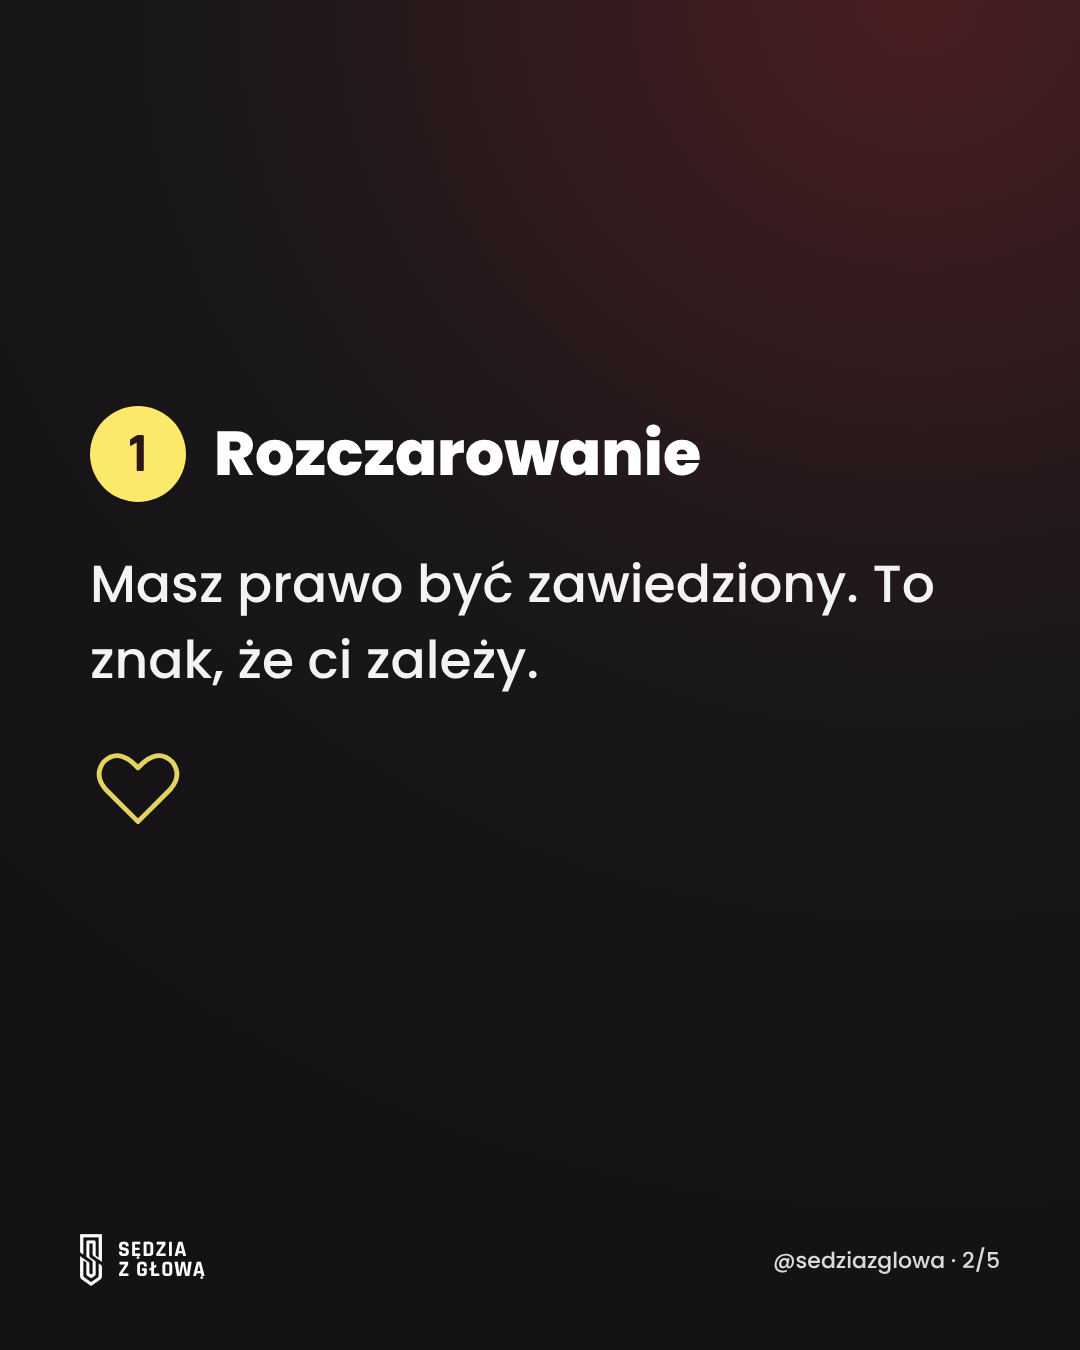 1 Rozczarowanie
Masz prawo być zawiedziony. To
znak, że ci zależy.
SĘDZIA
Z GŁOWĄ
@sedziazglowa · 2/5